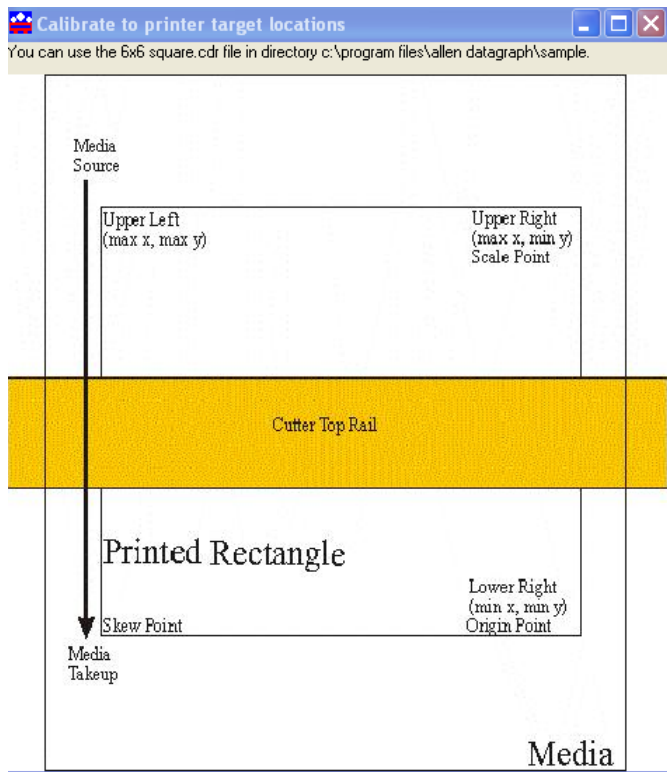 Calibrate to printer target locations
You can use the 6x6 square.cdr file in directory c:\program files\allen datagraph\sample.
Media
Source
Upper Left
(max x, max y)
Upper Right
(max x, min y)
Scale Point
Cutter Top Rail
Printed Rectangle
Lower Right
(min x, min y)
Origin Point
Skew Point
Media
Takeup
Media